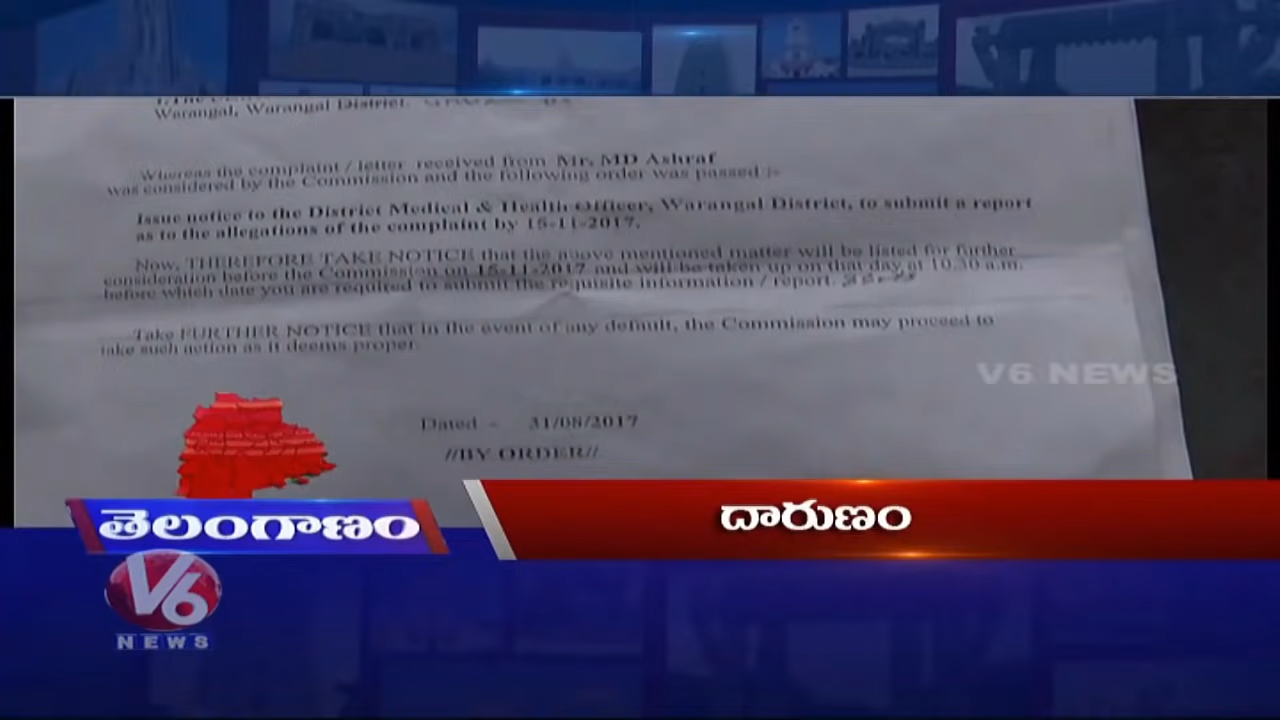 Warangal, Warangal District.
Whereas the complaint / letter received from Mr. MD Ashraf
was considered by the Commission and the following order was passed :-
Issue notice to the District Medical & Health Officer, Warangal District, to submit a report
as to the allegations of the complaint by 15-11-2017.
Now, THEREFORE TAKE NOTICE that the above mentioned matter will be listed for further
consideration before the Commission on 15-11-2017 and will be taken up on that day at 10.30 a.m.
before which date you are required to submit the requisite information / report.
Take FURTHER NOTICE that in the event of any default, the Commission may proceed to
take such action as it deems proper.
V6 NEWS
Dated - 31/08/2017
//BY ORDER//
తెలంగాణం
దారుణం
V6
NEWS